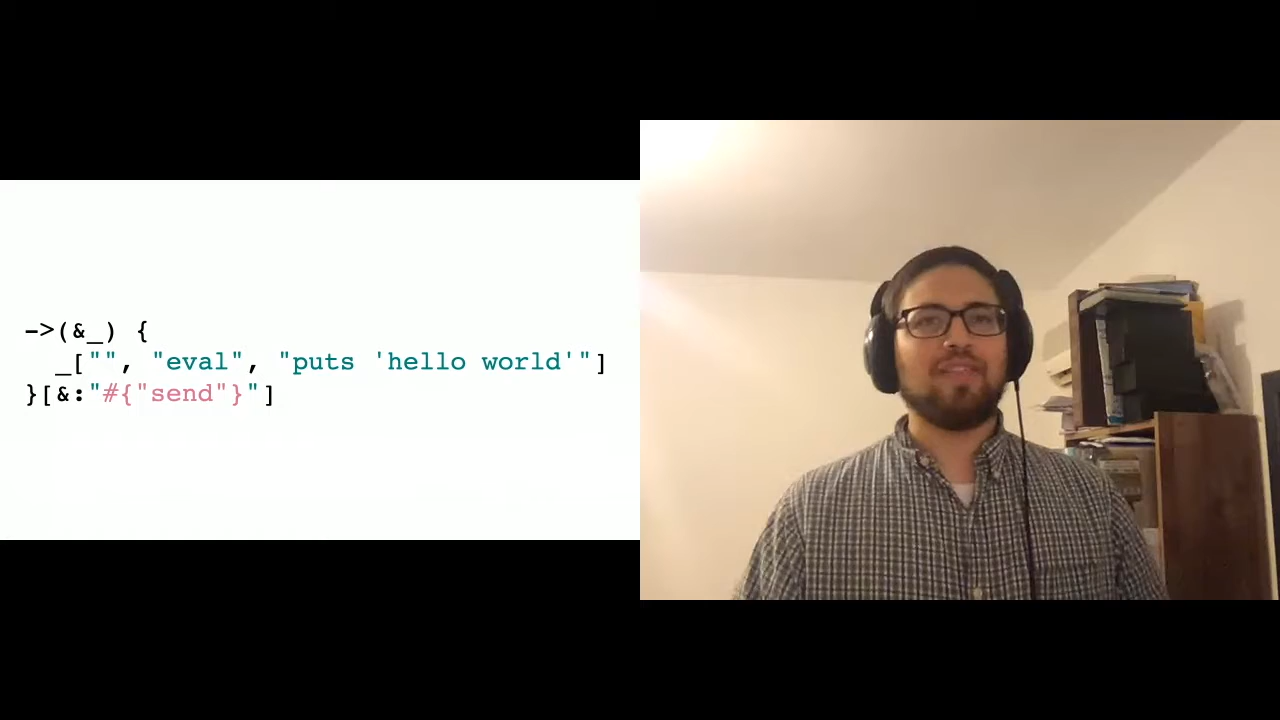 ->(&_) {
  _["", "eval", "puts 'hello world'"]
}[&:"#{"send"}"]